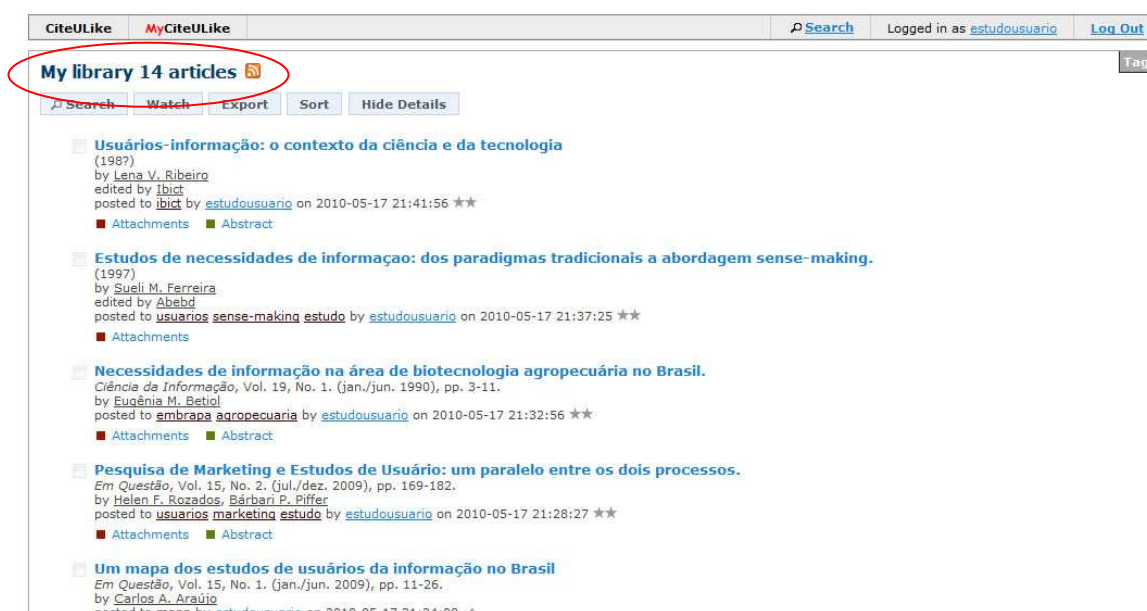 CiteULike MyCiteULike Search Logged in as estudousuario Log Out
My library 14 articles Tag
Search Watch Export Sort Hide Details
Usuários-informação: o contexto da ciência e da tecnologia
(198?)
by Lena V. Ribeiro
edited by Ibict
posted to ibict by estudousuario on 2010-05-17 21:41:56 ★★
Attachments Abstract
Estudos de necessidades de informaçao: dos paradigmas tradicionais a abordagem sense-making.
(1997)
by Sueli M. Ferreira
edited by Abebd
posted to usuarios sense-making estudo by estudousuario on 2010-05-17 21:37:25 ★★
Attachments
Necessidades de informação na área de biotecnologia agropecuária no Brasil.
Ciência da Informação, Vol. 19, No. 1. (jan./jun. 1990), pp. 3-11.
by Eugênia M. Betiol
posted to embrapa agropecuaria by estudousuario on 2010-05-17 21:32:56 ★★
Attachments Abstract
Pesquisa de Marketing e Estudos de Usuário: um paralelo entre os dois processos.
Em Questão, Vol. 15, No. 2. (jul./dez. 2009), pp. 169-182.
by Helen F. Rozados, Bárbari P. Piffer
posted to usuarios marketing estudo by estudousuario on 2010-05-17 21:28:27 ★★
Attachments Abstract
Um mapa dos estudos de usuários da informação no Brasil
Em Questão, Vol. 15, No. 1. (jan./jun. 2009), pp. 11-26.
by Carlos A. Araújo
posted to mapa by estudousuario on 2010-05-17